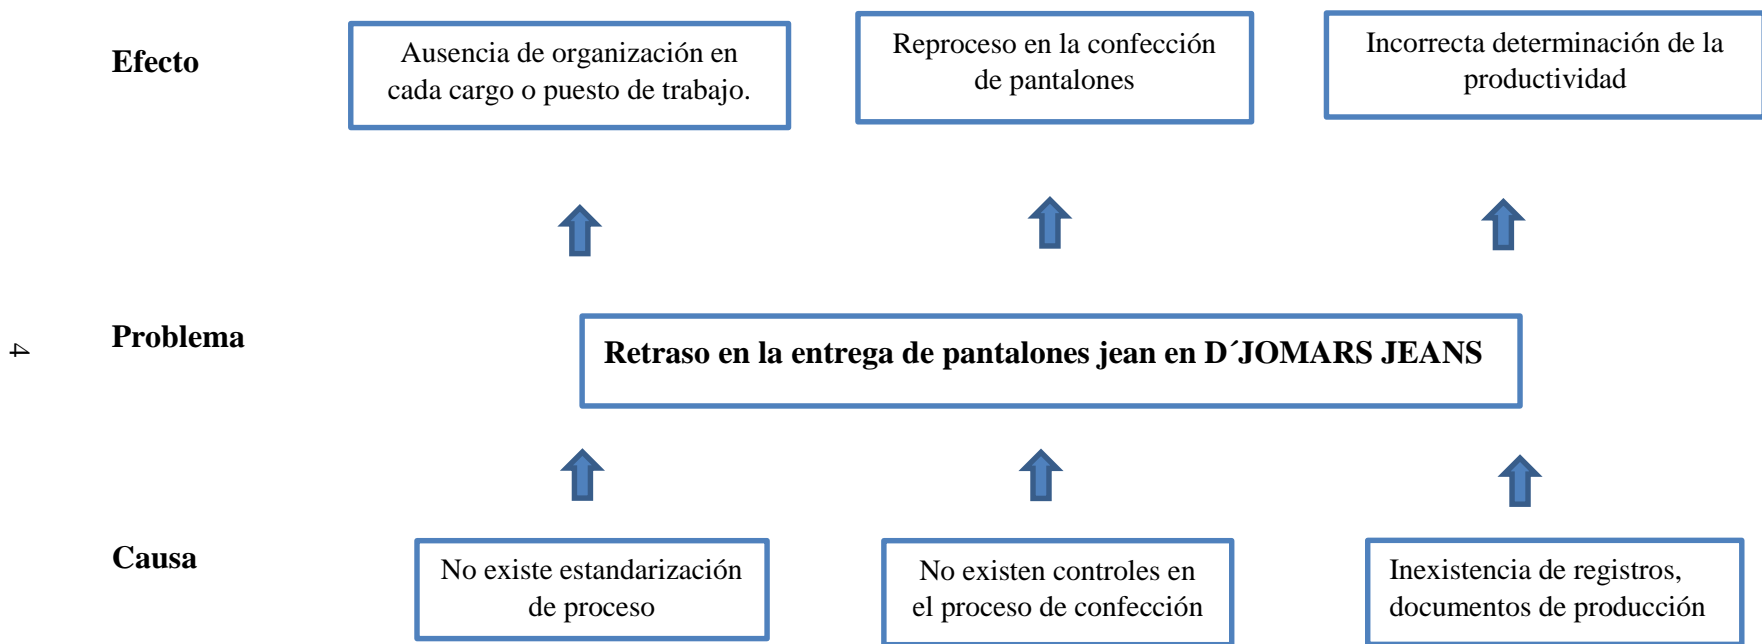 Efecto
Ausencia de organización en
cada cargo o puesto de trabajo.
Reproceso en la confección
de pantalones
Incorrecta determinación de la
productividad
4
Problema
Retraso en la entrega de pantalones jean en D´JOMARS JEANS
Causa
No existe estandarización
de proceso
No existen controles en
el proceso de confección
Inexistencia de registros,
documentos de producción